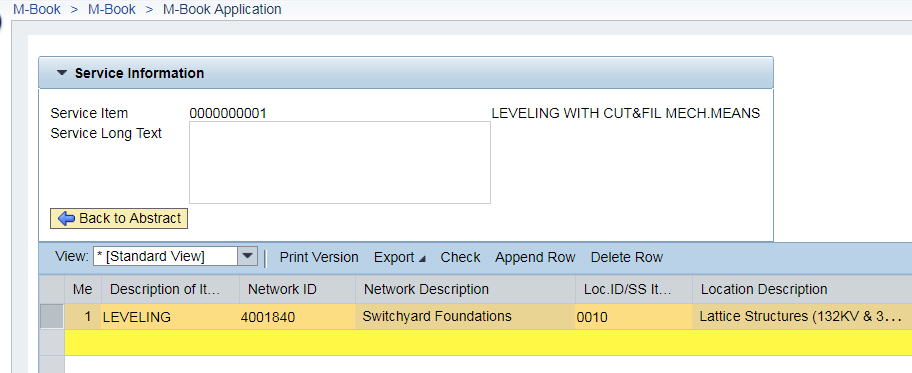 M-Book > M-Book > M-Book Application
Service Information
Service Item 0000000001 LEVELING WITH CUT&FIL MECH.MEANS
Service Long Text
Back to Abstract
View: * [Standard View] Print Version Export Check Append Row Delete Row
Me Description of It... Network ID Network Description Loc.ID/SS It... Location Description
1 LEVELING 4001840 Switchyard Foundations 0010 Lattice Structures (132KV & 3...